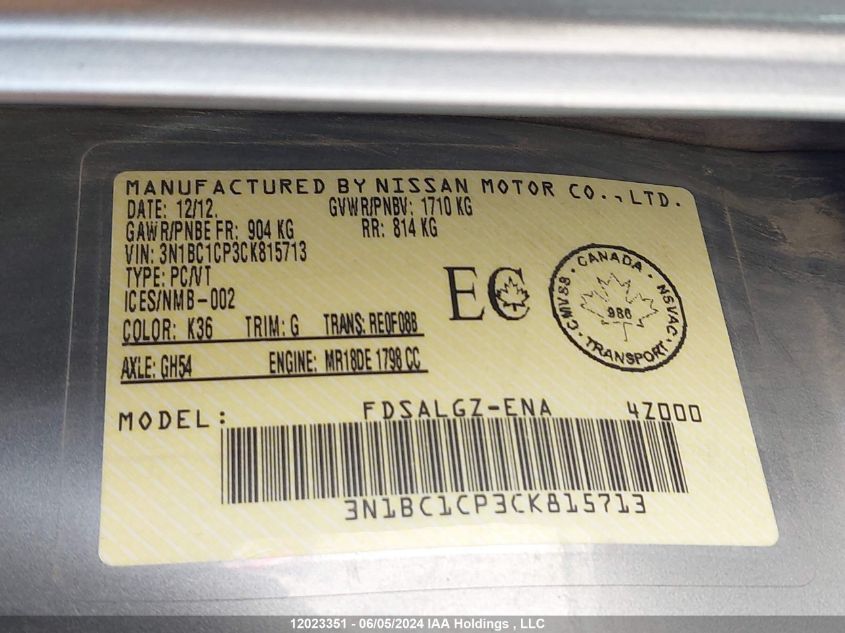 MANUFACTURED BY NISSAN MOTOR CO., LTD.
DATE: 12/12. GVWR/PNBV: 1710 KG
GAWR/PNBE FR: 904 KG RR: 814 KG
VIN: 3N1BC1CP3CK815713
TYPE: PC/VT
ICES/NMB-002
COLOR: K36 TRIM: G TRANS: RE0F08B
AXLE: GH54 ENGINE: MR18DE 1798 CC
EC
CANADA
CMVSS · NSVAC
986
TRANSPORT
MODEL: FDSALGZ-ENA 4Z000
3N1BC1CP3CK815713
12023351 - 06/05/2024 IAA Holdings , LLC